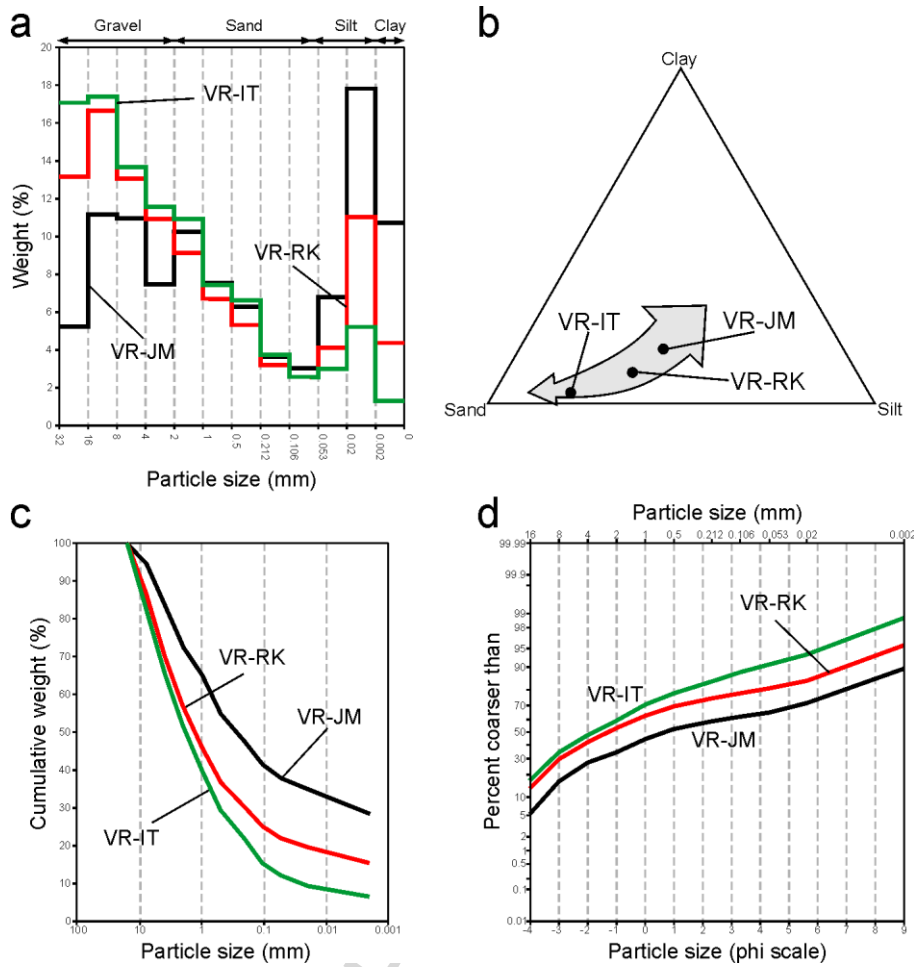 a
Gravel Sand Silt Clay
20
18
16
14
12
10
8
6
4
2
0
Weight (%)
VR-IT
VR-RK
VR-JM
32 16 8 4 2 1 0.5 0.212 0.106 0.053 0.02 0.002 0
Particle size (mm)
b
Clay
VR-IT
VR-JM
VR-RK
Sand
Silt
c
100
90
80
70
60
50
40
30
20
10
0
Cumulative weight (%)
VR-RK
VR-JM
VR-IT
100 10 1 0.1 0.01 0.001
Particle size (mm)
d
Particle size (mm)
16 8 4 2 1 0.5 0.212 0.106 0.053 0.02 0.002
99.99
99.9
99
98
95
90
70
50
30
10
5
2
1
0.5
0.1
0.01
Percent coarser than
VR-RK
VR-IT
VR-JM
-4 -3 -2 -1 0 1 2 3 4 5 6 7 8 9
Particle size (phi scale)